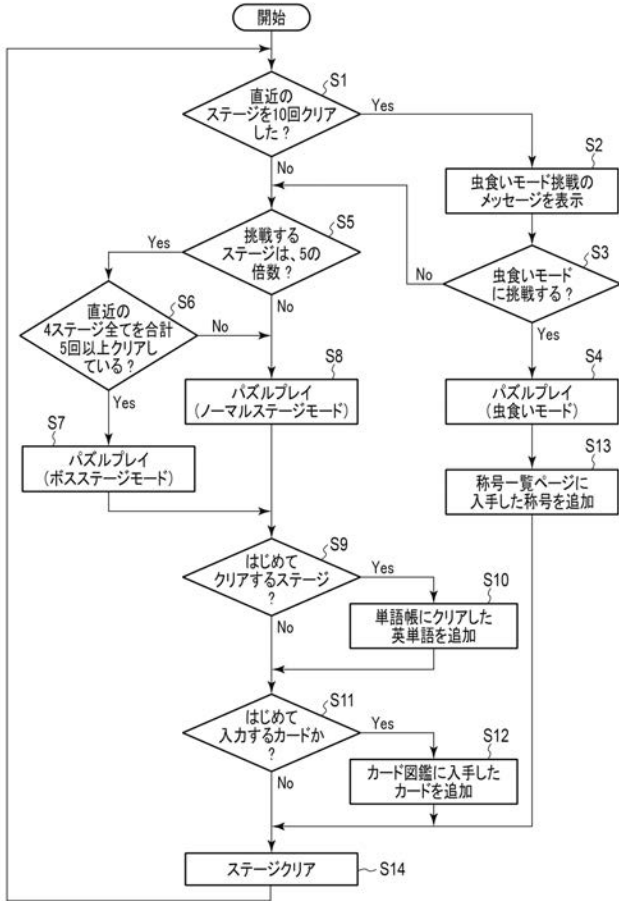 開始
S1
直近の
ステージを10回クリア
した？
Yes
No
S2
虫食いモード挑戦の
メッセージを表示
S5
挑戦する
ステージは、5の
倍数？
Yes
No
S3
虫食いモード
に挑戦する？
No
Yes
S6
直近の
4ステージ全てを合計
5回以上クリアし
ている？
No
Yes
S8
パズルプレイ
（ノーマルステージモード）
S4
パズルプレイ
（虫食いモード）
S7
パズルプレイ
（ボスステージモード）
S13
称号一覧ページに
入手した称号を追加
S9
はじめて
クリアするステージ
？
Yes
No
S10
単語帳にクリアした
英単語を追加
S11
はじめて
入力するカードか
？
Yes
No
S12
カード図鑑に入手した
カードを追加
ステージクリア
S14